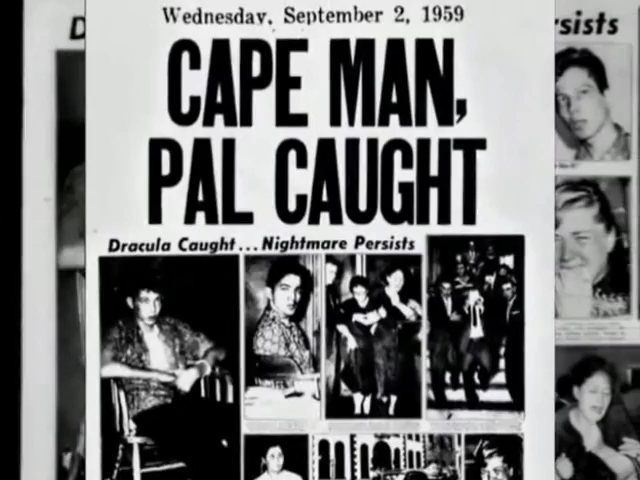 Wednesday, September 2, 1959
CAPE MAN,
PAL CAUGHT
Dracula Caught... Nightmare Persists
D
rsists